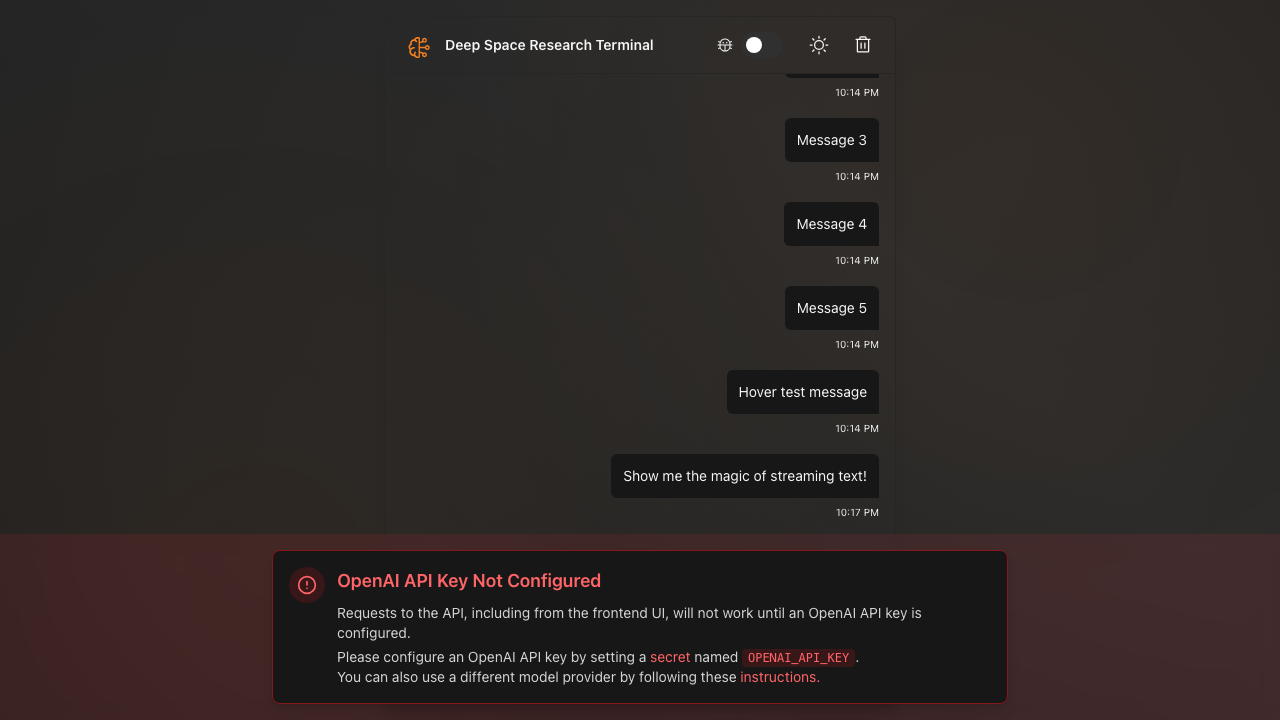 Deep Space Research Terminal
10:14 PM
Message 3
10:14 PM
Message 4
10:14 PM
Message 5
10:14 PM
Hover test message
10:14 PM
Show me the magic of streaming text!
10:17 PM
OpenAI API Key Not Configured
Requests to the API, including from the frontend UI, will not work until an OpenAI API key is
configured.
Please configure an OpenAI API key by setting a secret named OPENAI_API_KEY.
You can also use a different model provider by following these instructions.